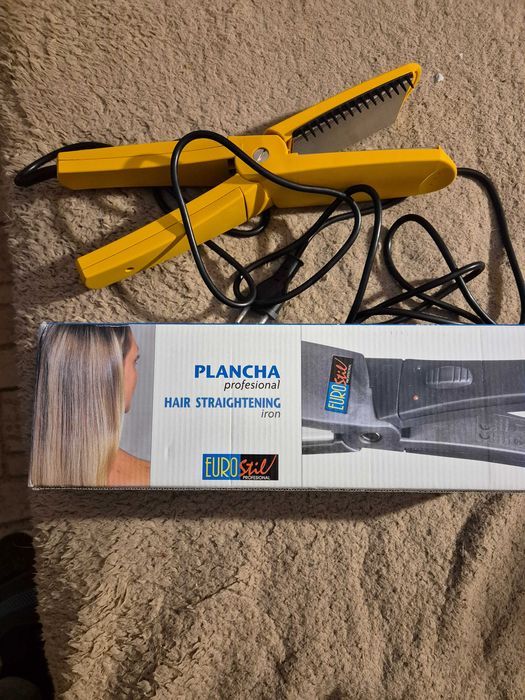 PLANCHA
profesional
HAIR STRAIGHTENING
iron
EURO Stil
PROFESSIONAL
EURO Stil